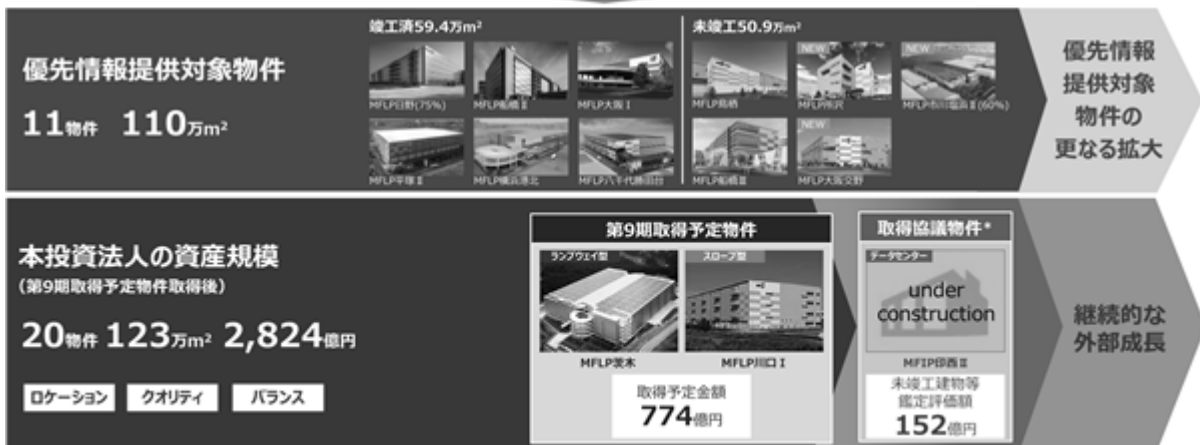 優先情報提供対象物件
11物件 110万m²
竣工済59.4万m²
MFLP日野(75%)
MFLP船橋Ⅱ
MFLP大阪Ⅰ
MFLP平塚Ⅱ
MFLP横浜港北
MFLP八千代勝田台
未竣工50.9万m²
NEW
NEW
MFLP鳥栖
MFLP所沢
MFLP市川塩浜Ⅱ(60%)
NEW
MFLP船橋Ⅲ
MFLP大阪交野
優先情報
提供対象
物件の
更なる拡大
本投資法人の資産規模
(第9期取得予定物件取得後)
20物件 123万m² 2,824億円
ロケーション
クオリティ
バランス
第9期取得予定物件
ランプウェイ型
スロープ型
MFLP茨木
MFLP川口Ⅰ
取得予定金額
774億円
取得協議物件*
データセンター
under
construction
MFIP印西Ⅱ
未竣工建物等
鑑定評価額
152億円
継続的な
外部成長